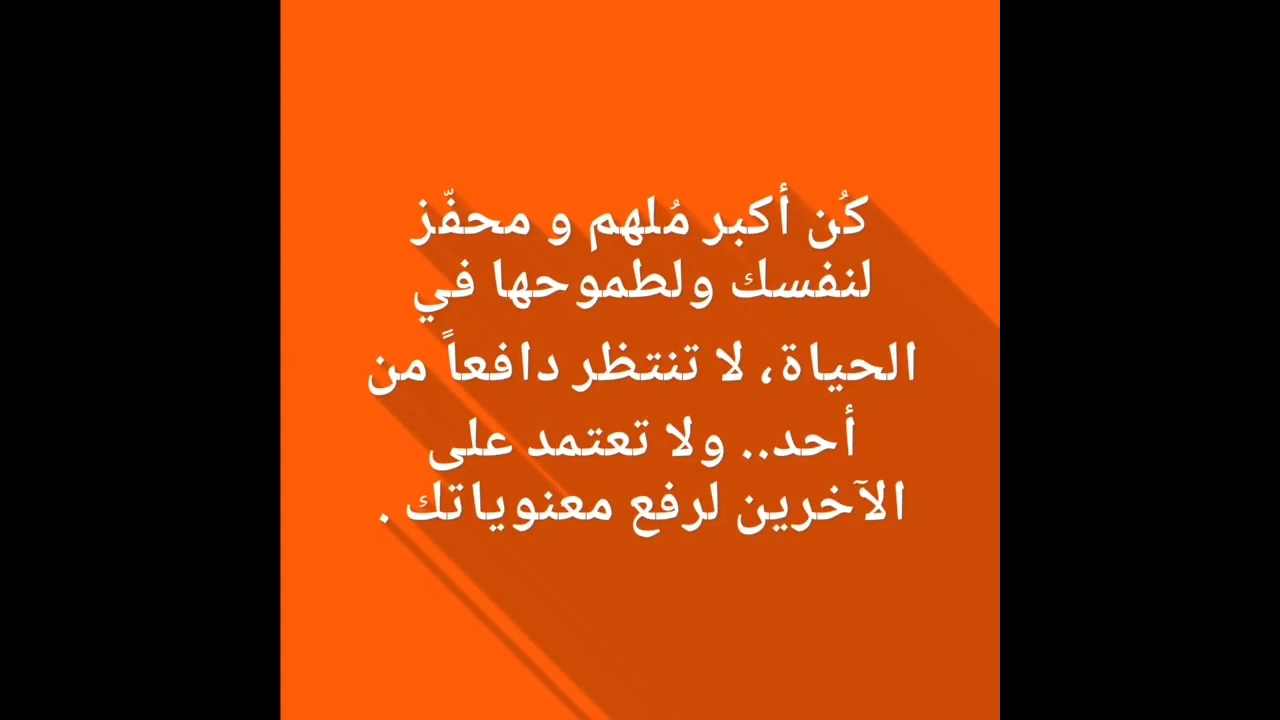 كُن أكبر مُلهم و محفّز
لنفسك ولطموحها في
الحياة، لا تنتظر دافعاً من
أحد.. ولا تعتمد على
الآخرين لرفع معنوياتك .